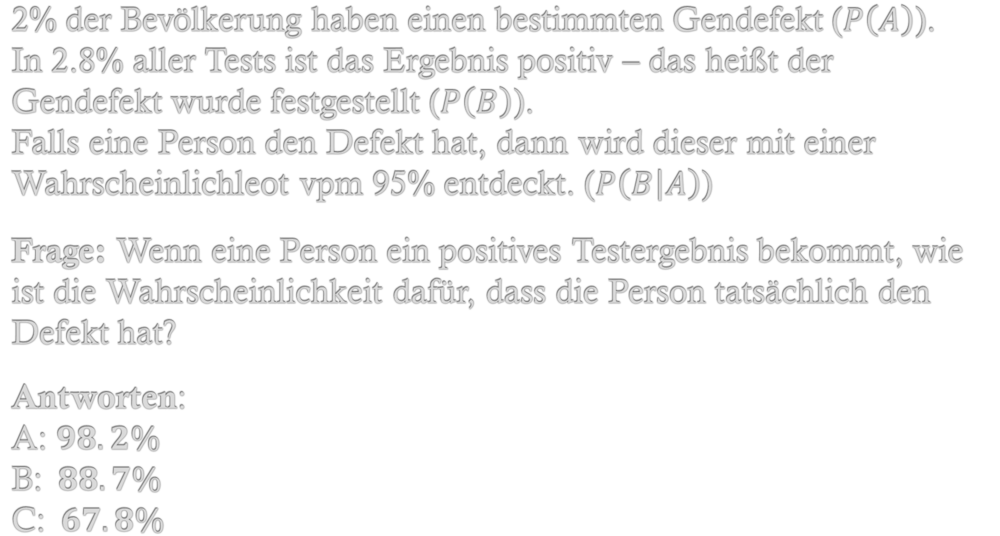 2% der Bevölkerung haben einen bestimmten Gendefekt (P(A)).
In 2.8% aller Tests ist das Ergebnis positiv – das heißt der
Gendefekt wurde festgestellt (P(B)).
Falls eine Person den Defekt hat, dann wird dieser mit einer
Wahrscheinlichleot vpm 95% entdeckt. (P(B|A))
Frage: Wenn eine Person ein positives Testergebnis bekommt, wie
ist die Wahrscheinlichkeit dafür, dass die Person tatsächlich den
Defekt hat?
Antworten:
A: 98.2%
B: 88.7%
C: 67.8%